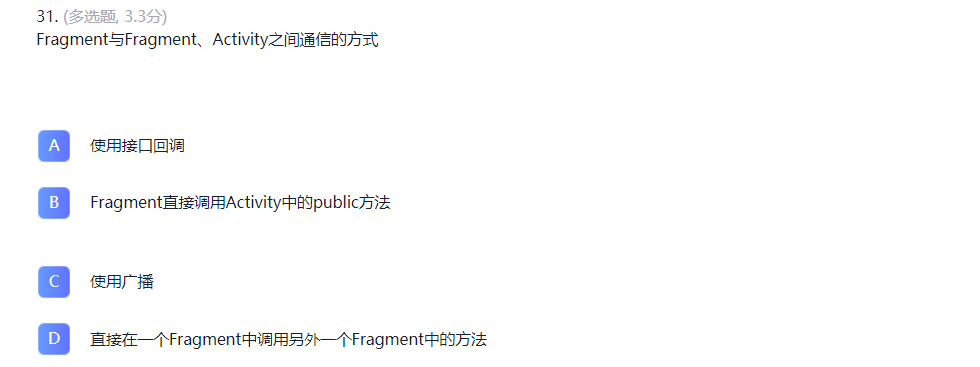 31. (多选题, 3.3分)
Fragment与Fragment、Activity之间通信的方式
A 使用接口回调
B Fragment直接调用Activity中的public方法
C 使用广播
D 直接在一个Fragment中调用另外一个Fragment中的方法